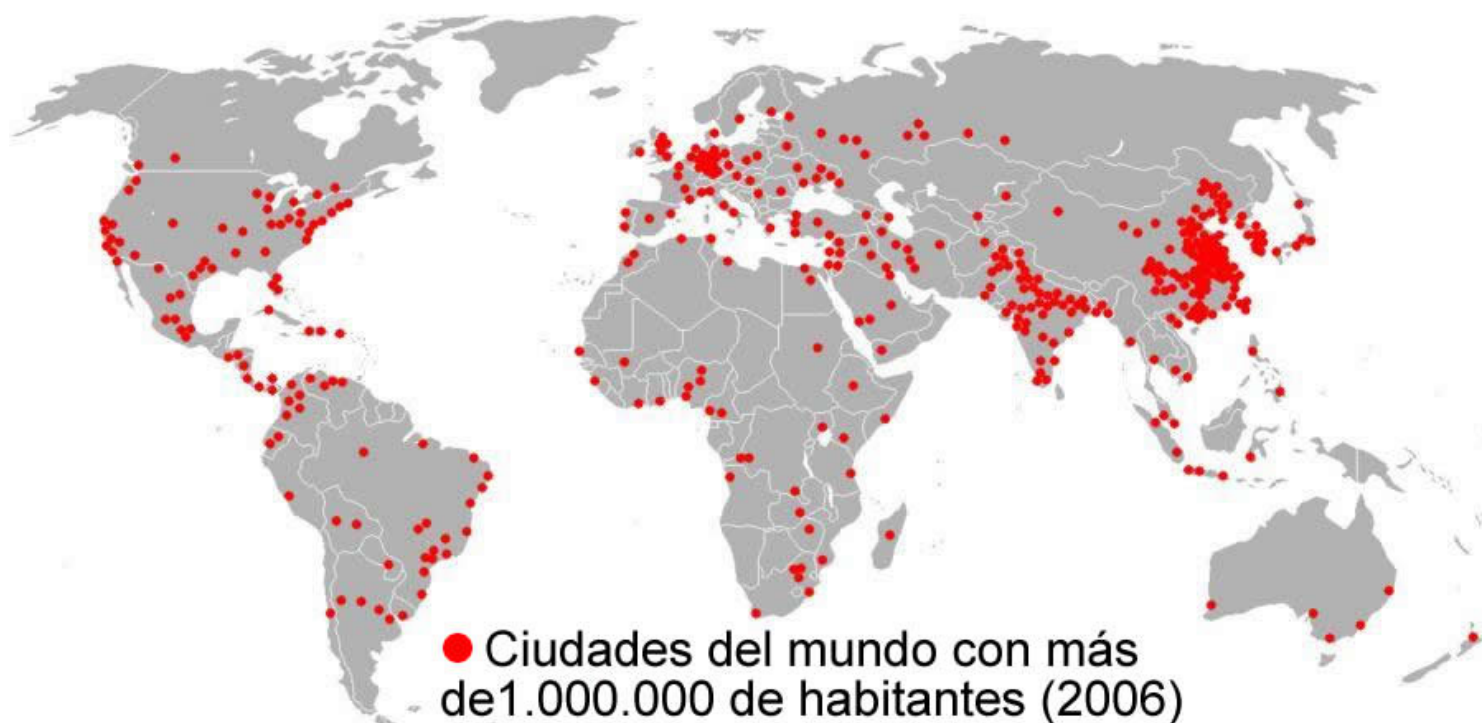 Ciudades del mundo con más
de1.000.000 de habitantes (2006)